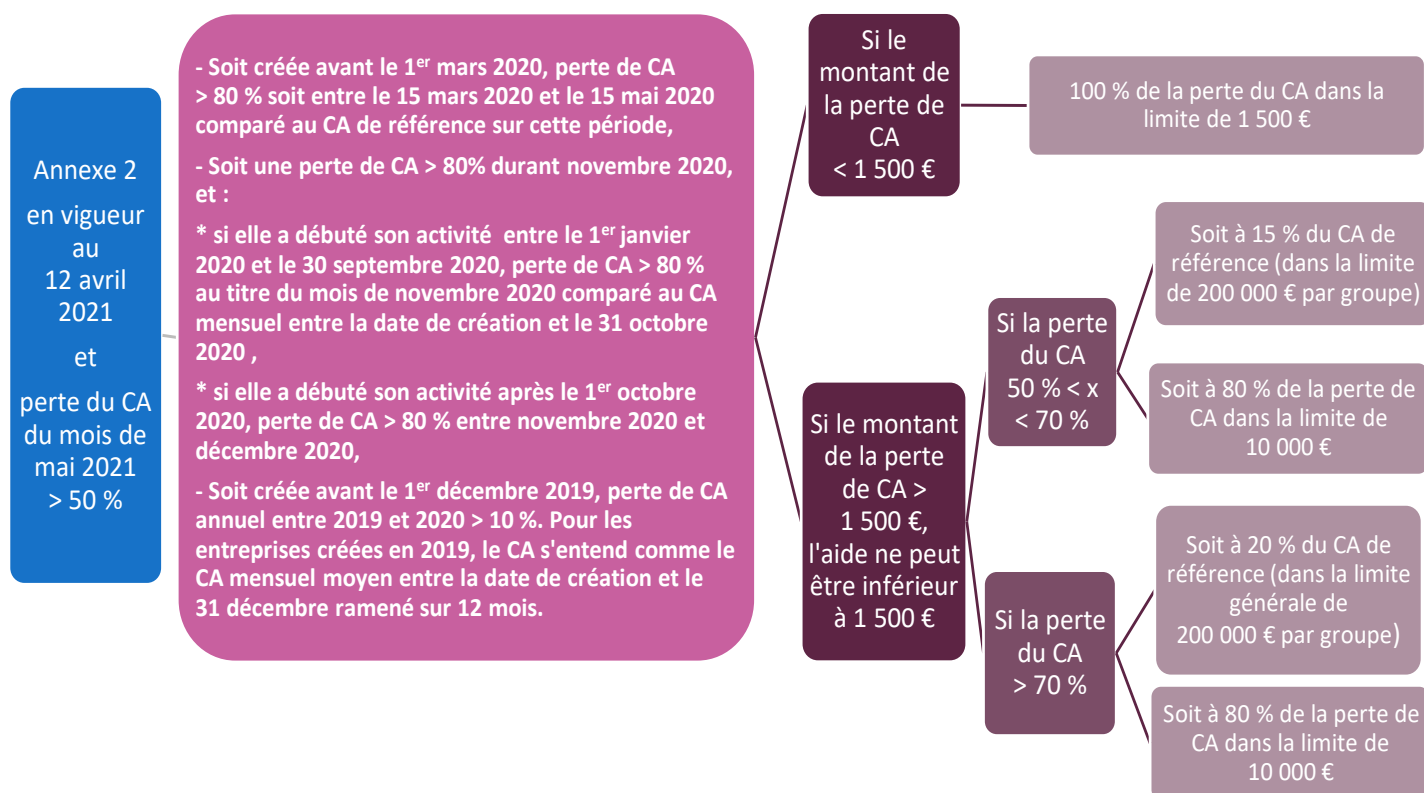 Annexe 2
en vigueur
au
12 avril
2021
et
perte du CA
du mois de
mai 2021
> 50 %
- Soit créée avant le 1er mars 2020, perte de CA
> 80 % soit entre le 15 mars 2020 et le 15 mai 2020
comparé au CA de référence sur cette période,
- Soit une perte de CA > 80% durant novembre 2020,
et :
* si elle a débuté son activité entre le 1er janvier
2020 et le 30 septembre 2020, perte de CA > 80 %
au titre du mois de novembre 2020 comparé au CA
mensuel entre la date de création et le 31 octobre
2020 ,
* si elle a débuté son activité après le 1er octobre
2020, perte de CA > 80 % entre novembre 2020 et
décembre 2020,
- Soit créée avant le 1er décembre 2019, perte de CA
annuel entre 2019 et 2020 > 10 %. Pour les
entreprises créées en 2019, le CA s'entend comme le
CA mensuel moyen entre la date de création et le
31 décembre ramené sur 12 mois.
Si le
montant de
la perte de
CA
< 1 500 €
100 % de la perte du CA dans la
limite de 1 500 €
Si le montant
de la perte
de CA >
1 500 €,
l'aide ne peut
être inférieur
à 1 500 €
Si la perte
du CA
50 % < x
< 70 %
Soit à 15 % du CA de
référence (dans la limite
de 200 000 € par groupe)
Soit à 80 % de la perte de
CA dans la limite de
10 000 €
Si la perte
du CA
> 70 %
Soit à 20 % du CA de
référence (dans la limite
générale de
200 000 € par groupe)
Soit à 80 % de la perte de
CA dans la limite de
10 000 €